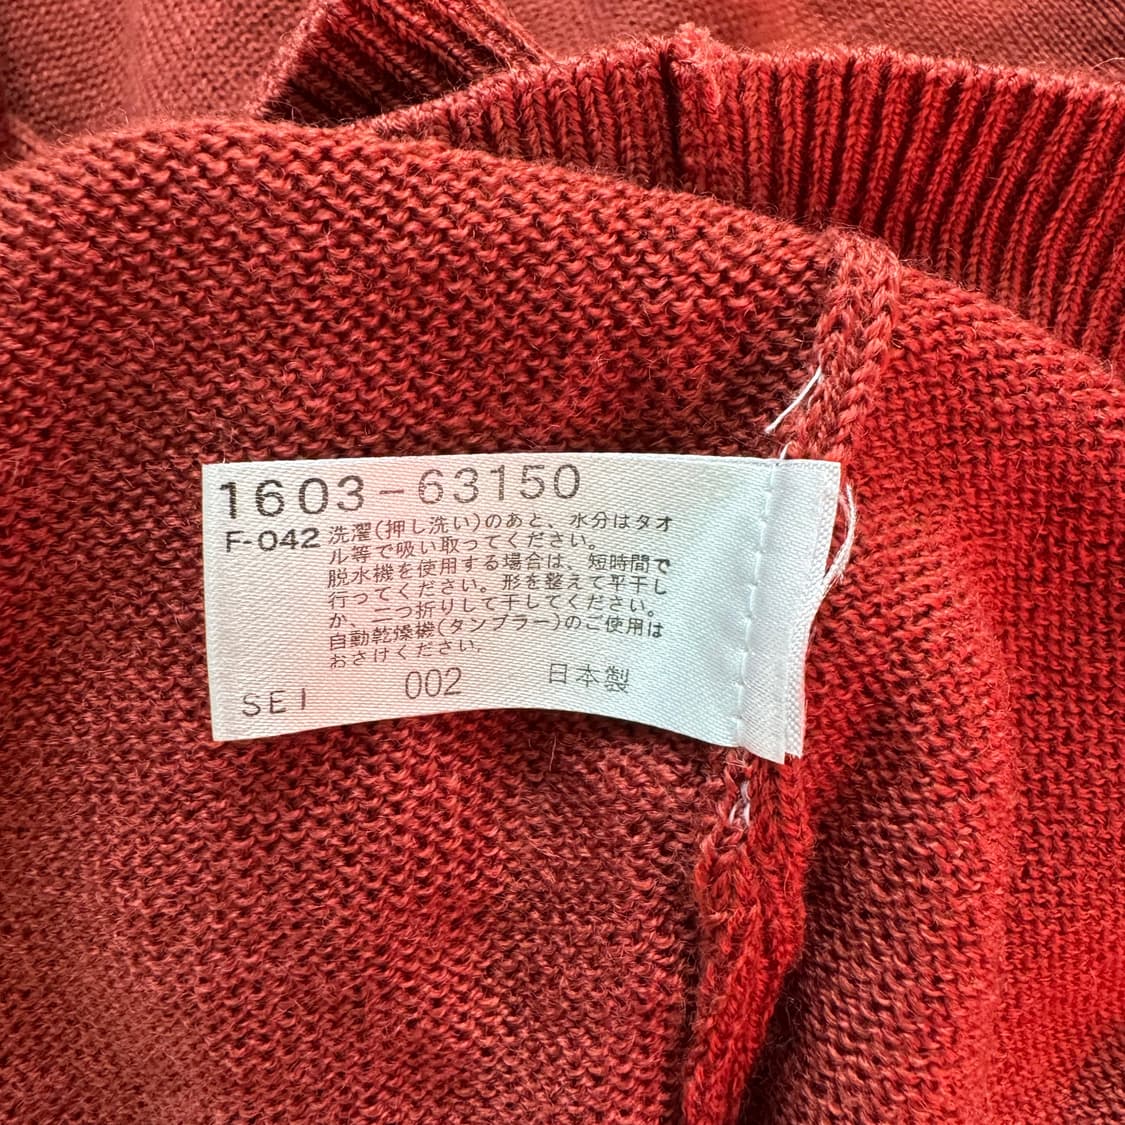 1603-63150
F-042 洗濯(押し洗い)のあと、水分はタオ
ル等で吸い取ってください。
脱水機を使用する場合は、短時間で
行ってください。形を整えて平干し
か、二つ折りして干してください。
自動乾燥機(タンブラー)のご使用は
おさけください。
SEI 002 日本製